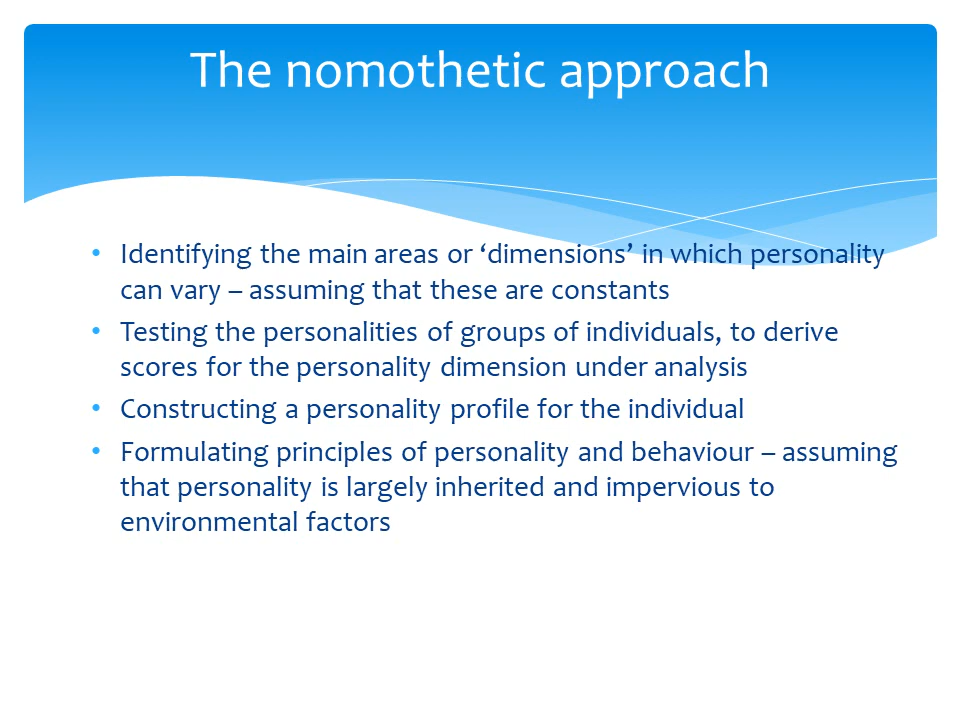 The nomothetic approach
• Identifying the main areas or ‘dimensions’ in which personality
can vary – assuming that these are constants
• Testing the personalities of groups of individuals, to derive
scores for the personality dimension under analysis
• Constructing a personality profile for the individual
• Formulating principles of personality and behaviour – assuming
that personality is largely inherited and impervious to
environmental factors